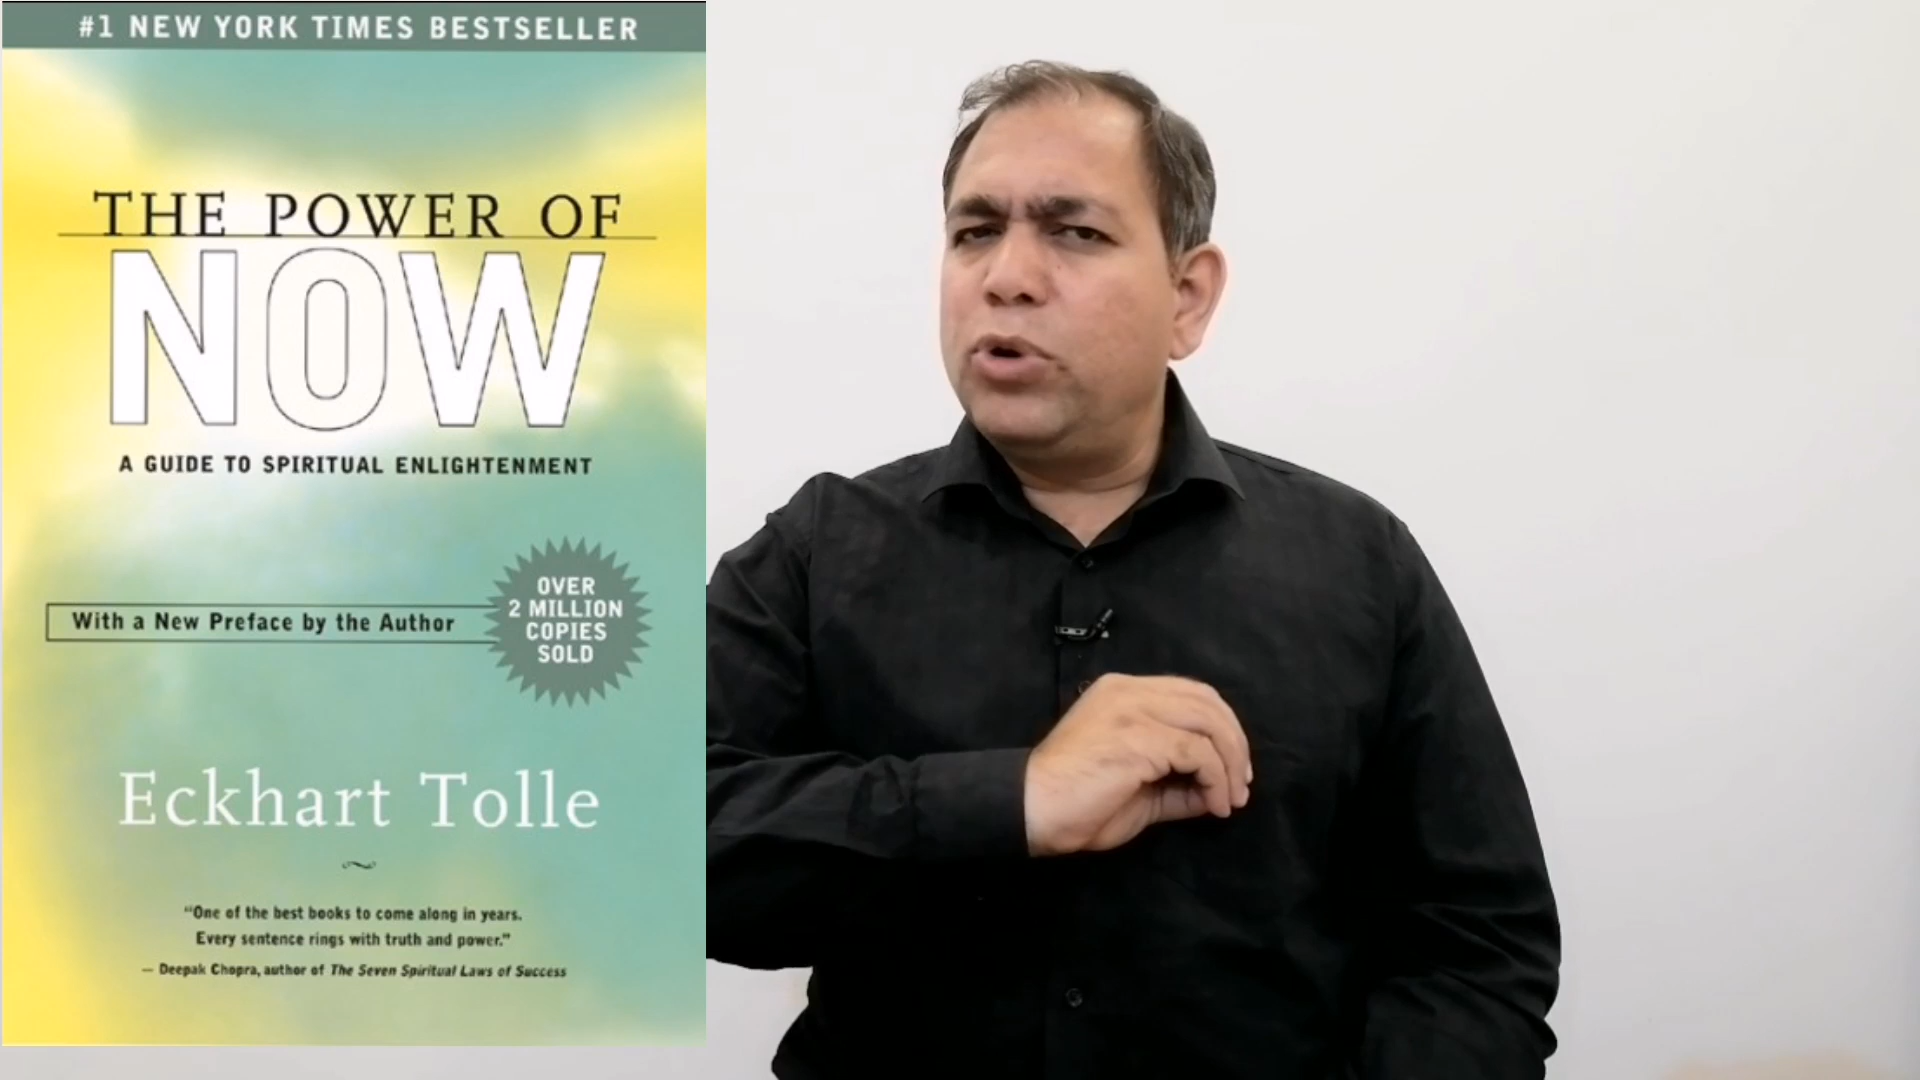 #1 NEW YORK TIMES BESTSELLER
THE POWER OF
NOW
A GUIDE TO SPIRITUAL ENLIGHTENMENT
With a New Preface by the Author
OVER
2 MILLION
COPIES
SOLD
Eckhart Tolle
"One of the best books to come along in years.
Every sentence rings with truth and power."
— Deepak Chopra, author of The Seven Spiritual Laws of Success